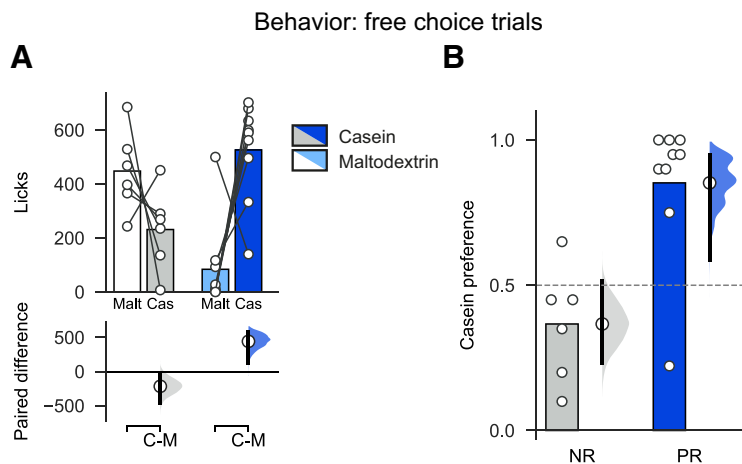 Behavior: free choice trials
A
B
Licks
600
400
200
0
Malt Cas
Malt Cas
Casein
Maltodextrin
Paired difference
500
0
−500
C-M
C-M
Casein preference
1.0
0.5
0.0
NR
PR